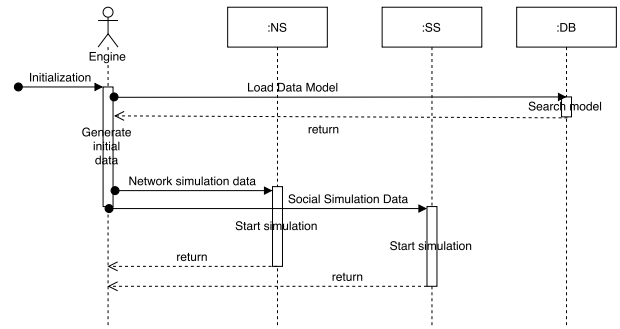 :NS
:SS
:DB
Engine
Initialization
Load Data Model
Search model
return
Generate
initial
data
Network simulation data
Social Simulation Data
Start simulation
Start simulation
return
return